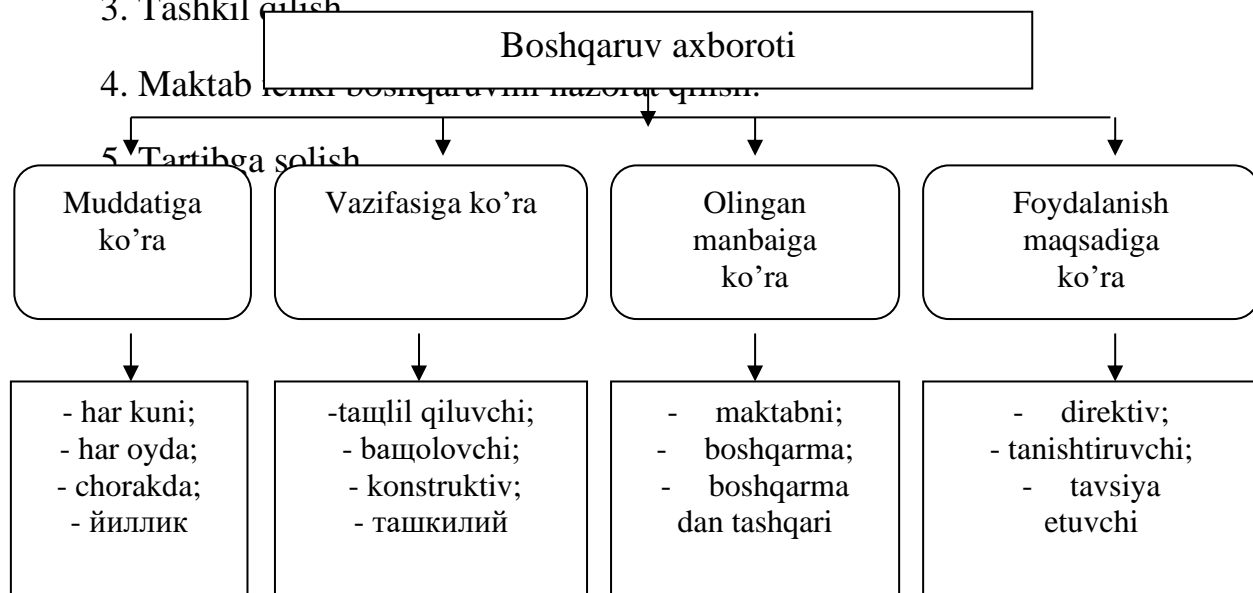 3. Tashkil qilish
Boshqaruv axboroti
4. Maktab ichki boshqaruvini nazorat qilish.
5. Tartibga solish
Muddatiga
ko’ra
Vazifasiga ko’ra
Olingan
manbaiga
ko’ra
Foydalanish
maqsadiga
ko’ra
- har kuni;
- har oyda;
- chorakda;
- йиллик
-taщlil qiluvchi;
- baщolovchi;
- konstruktiv;
- ташкилий
- maktabni;
- boshqarma;
- boshqarma
dan tashqari
- direktiv;
- tanishtiruvchi;
- tavsiya
etuvchi